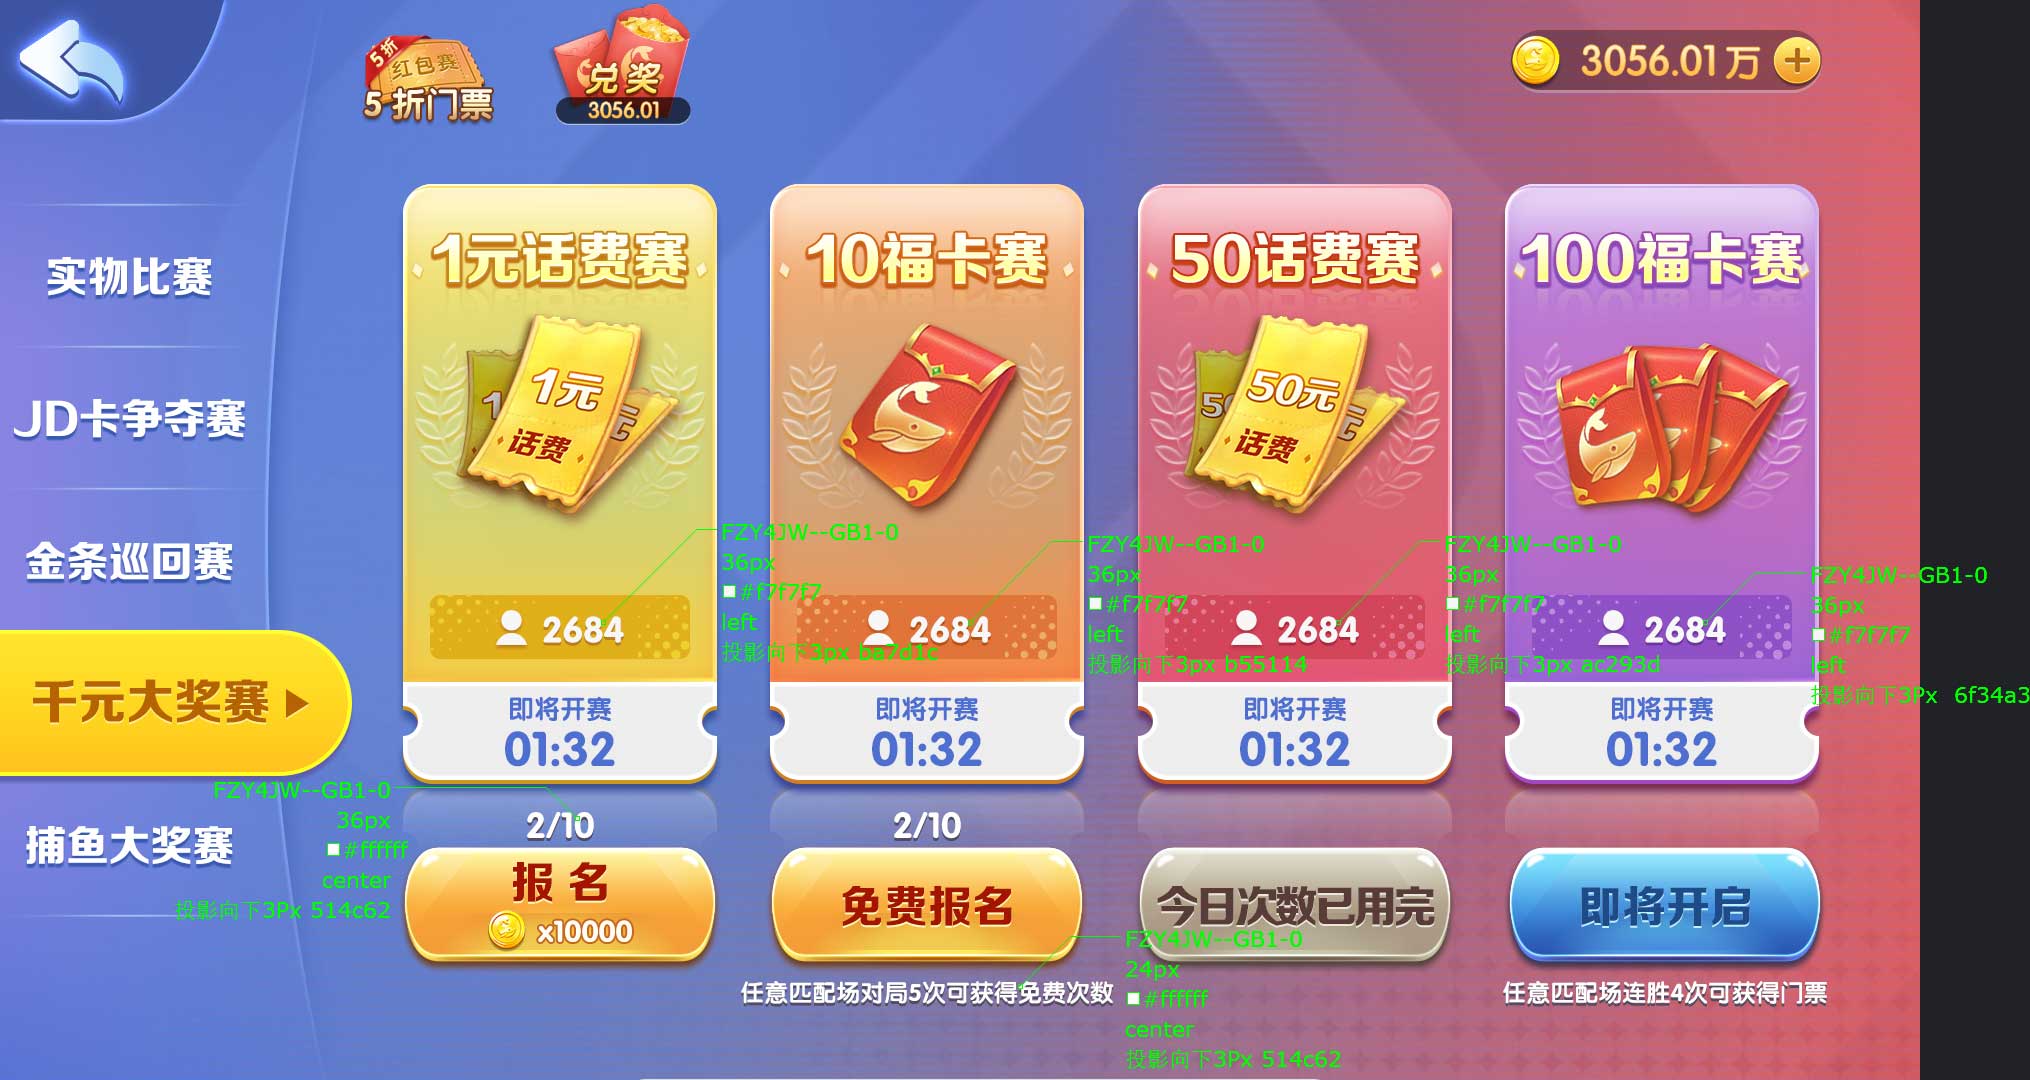 5折
红包赛
5 折门票
兑奖
3056.01
3056.01万
实物比赛
JD卡争夺赛
金条巡回赛
千元大奖赛
捕鱼大奖赛
1元话费赛
1元
话费
2684
即将开赛
01:32
2/10
报 名
x10000
10福卡赛
2684
即将开赛
01:32
2/10
免费报名
任意匹配场对局5次可获得免费次数
50话费赛
50元
话费
2684
即将开赛
01:32
今日次数已用完
100福卡赛
2684
即将开赛
01:32
即将开启
任意匹配场连胜4次可获得门票
FZY4JW--GB1-0
36px
#f7f7f7
left
投影向下3px ba7d1c
FZY4JW--GB1-0
36px
#f7f7f7
left
投影向下3px b55114
FZY4JW--GB1-0
36px
#f7f7f7
left
投影向下3px ac293d
FZY4JW--GB1-0
36px
#f7f7f7
left
投影向下3Px 6f34a3
FZY4JW--GB1-0
36px
#ffffff
center
投影向下3Px 514c62
FZY4JW--GB1-0
24px
#ffffff
center
投影向下3Px 514c62